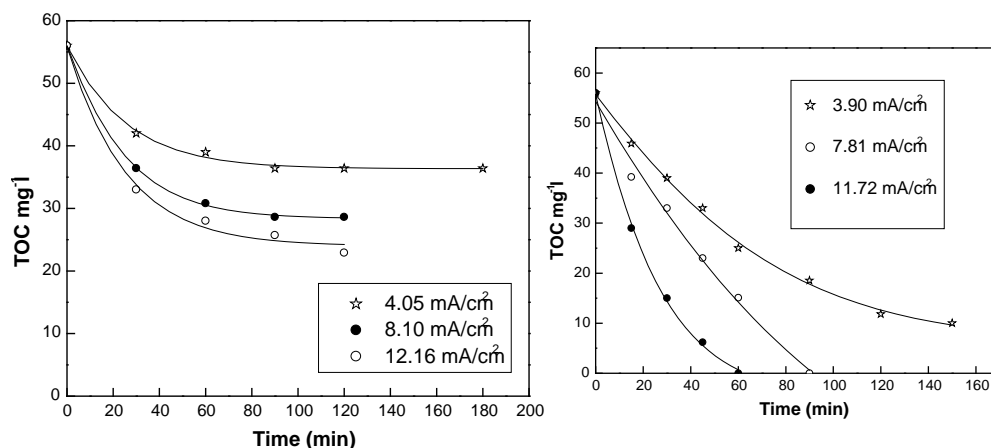 60
50
40
30
20
10
0
TOC mg⁻¹l
0 20 40 60 80 100 120 140 160 180 200
Time (min)
4.05 mA/cm²
8.10 mA/cm²
12.16 mA/cm²
60
50
40
30
20
10
0
TOC mg⁻¹l
0 20 40 60 80 100 120 140 160
Time (min)
3.90 mA/cm²
7.81 mA/cm²
11.72 mA/cm²